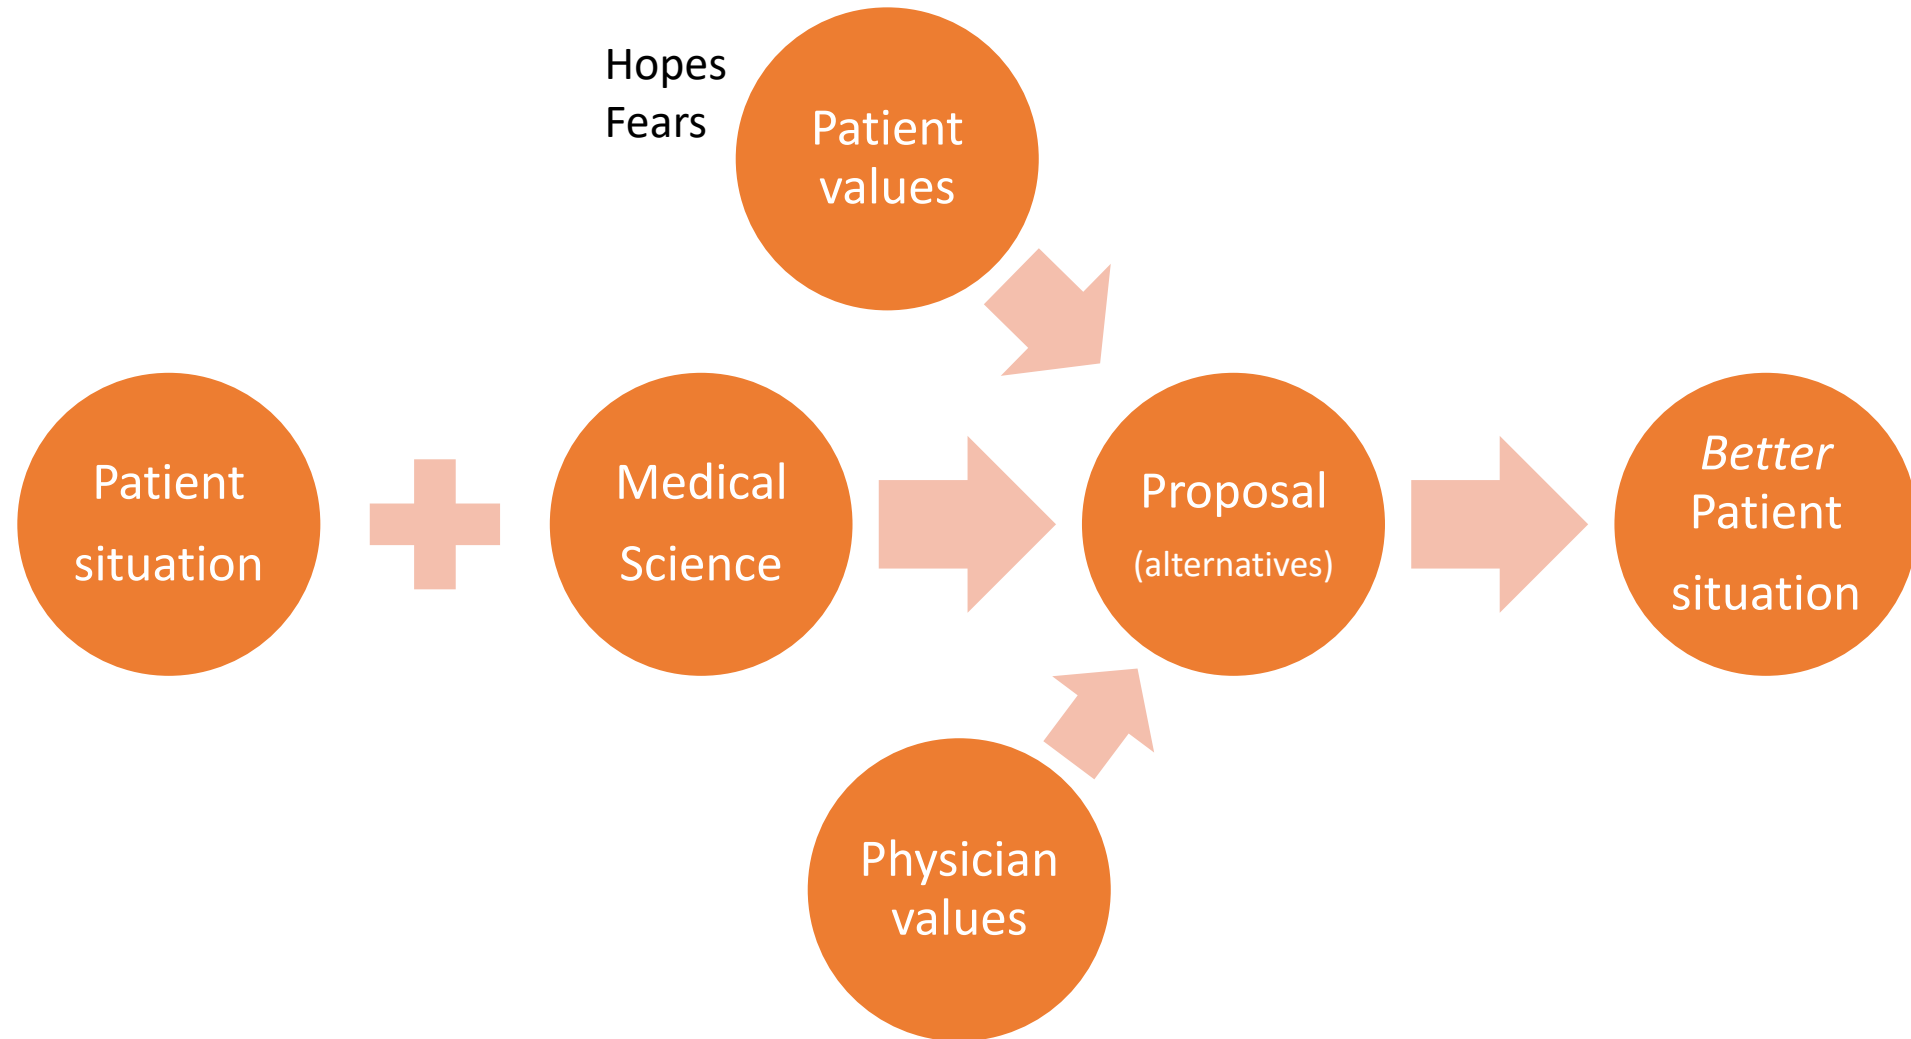 Hopes
Fears
Patient
values
Patient
situation
Medical
Science
Proposal
(alternatives)
Better
Patient
situation
Physician
values